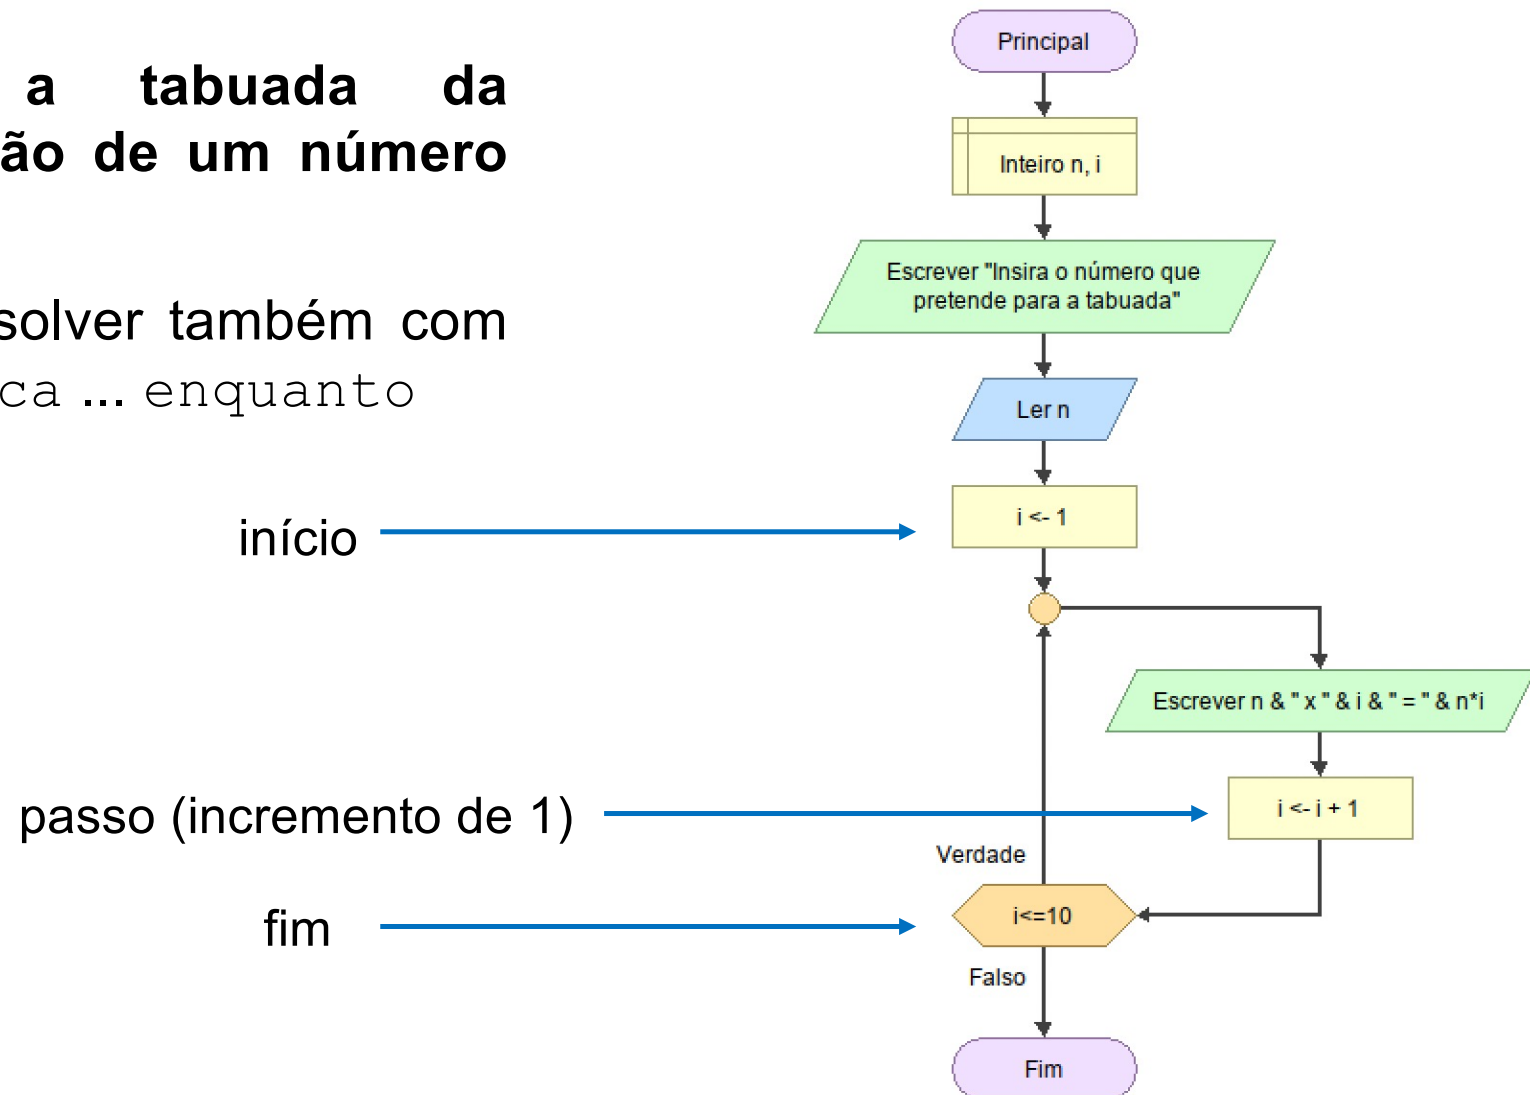 a tabuada da
ão de um número
solver também com
ca ... enquanto
início
passo (incremento de 1)
fim
Principal
Inteiro n, i
Escrever "Insira o número que
pretende para a tabuada"
Ler n
i <- 1
Escrever n & " x " & i & " = " & n*i
i <- i + 1
Verdade
i<=10
Falso
Fim